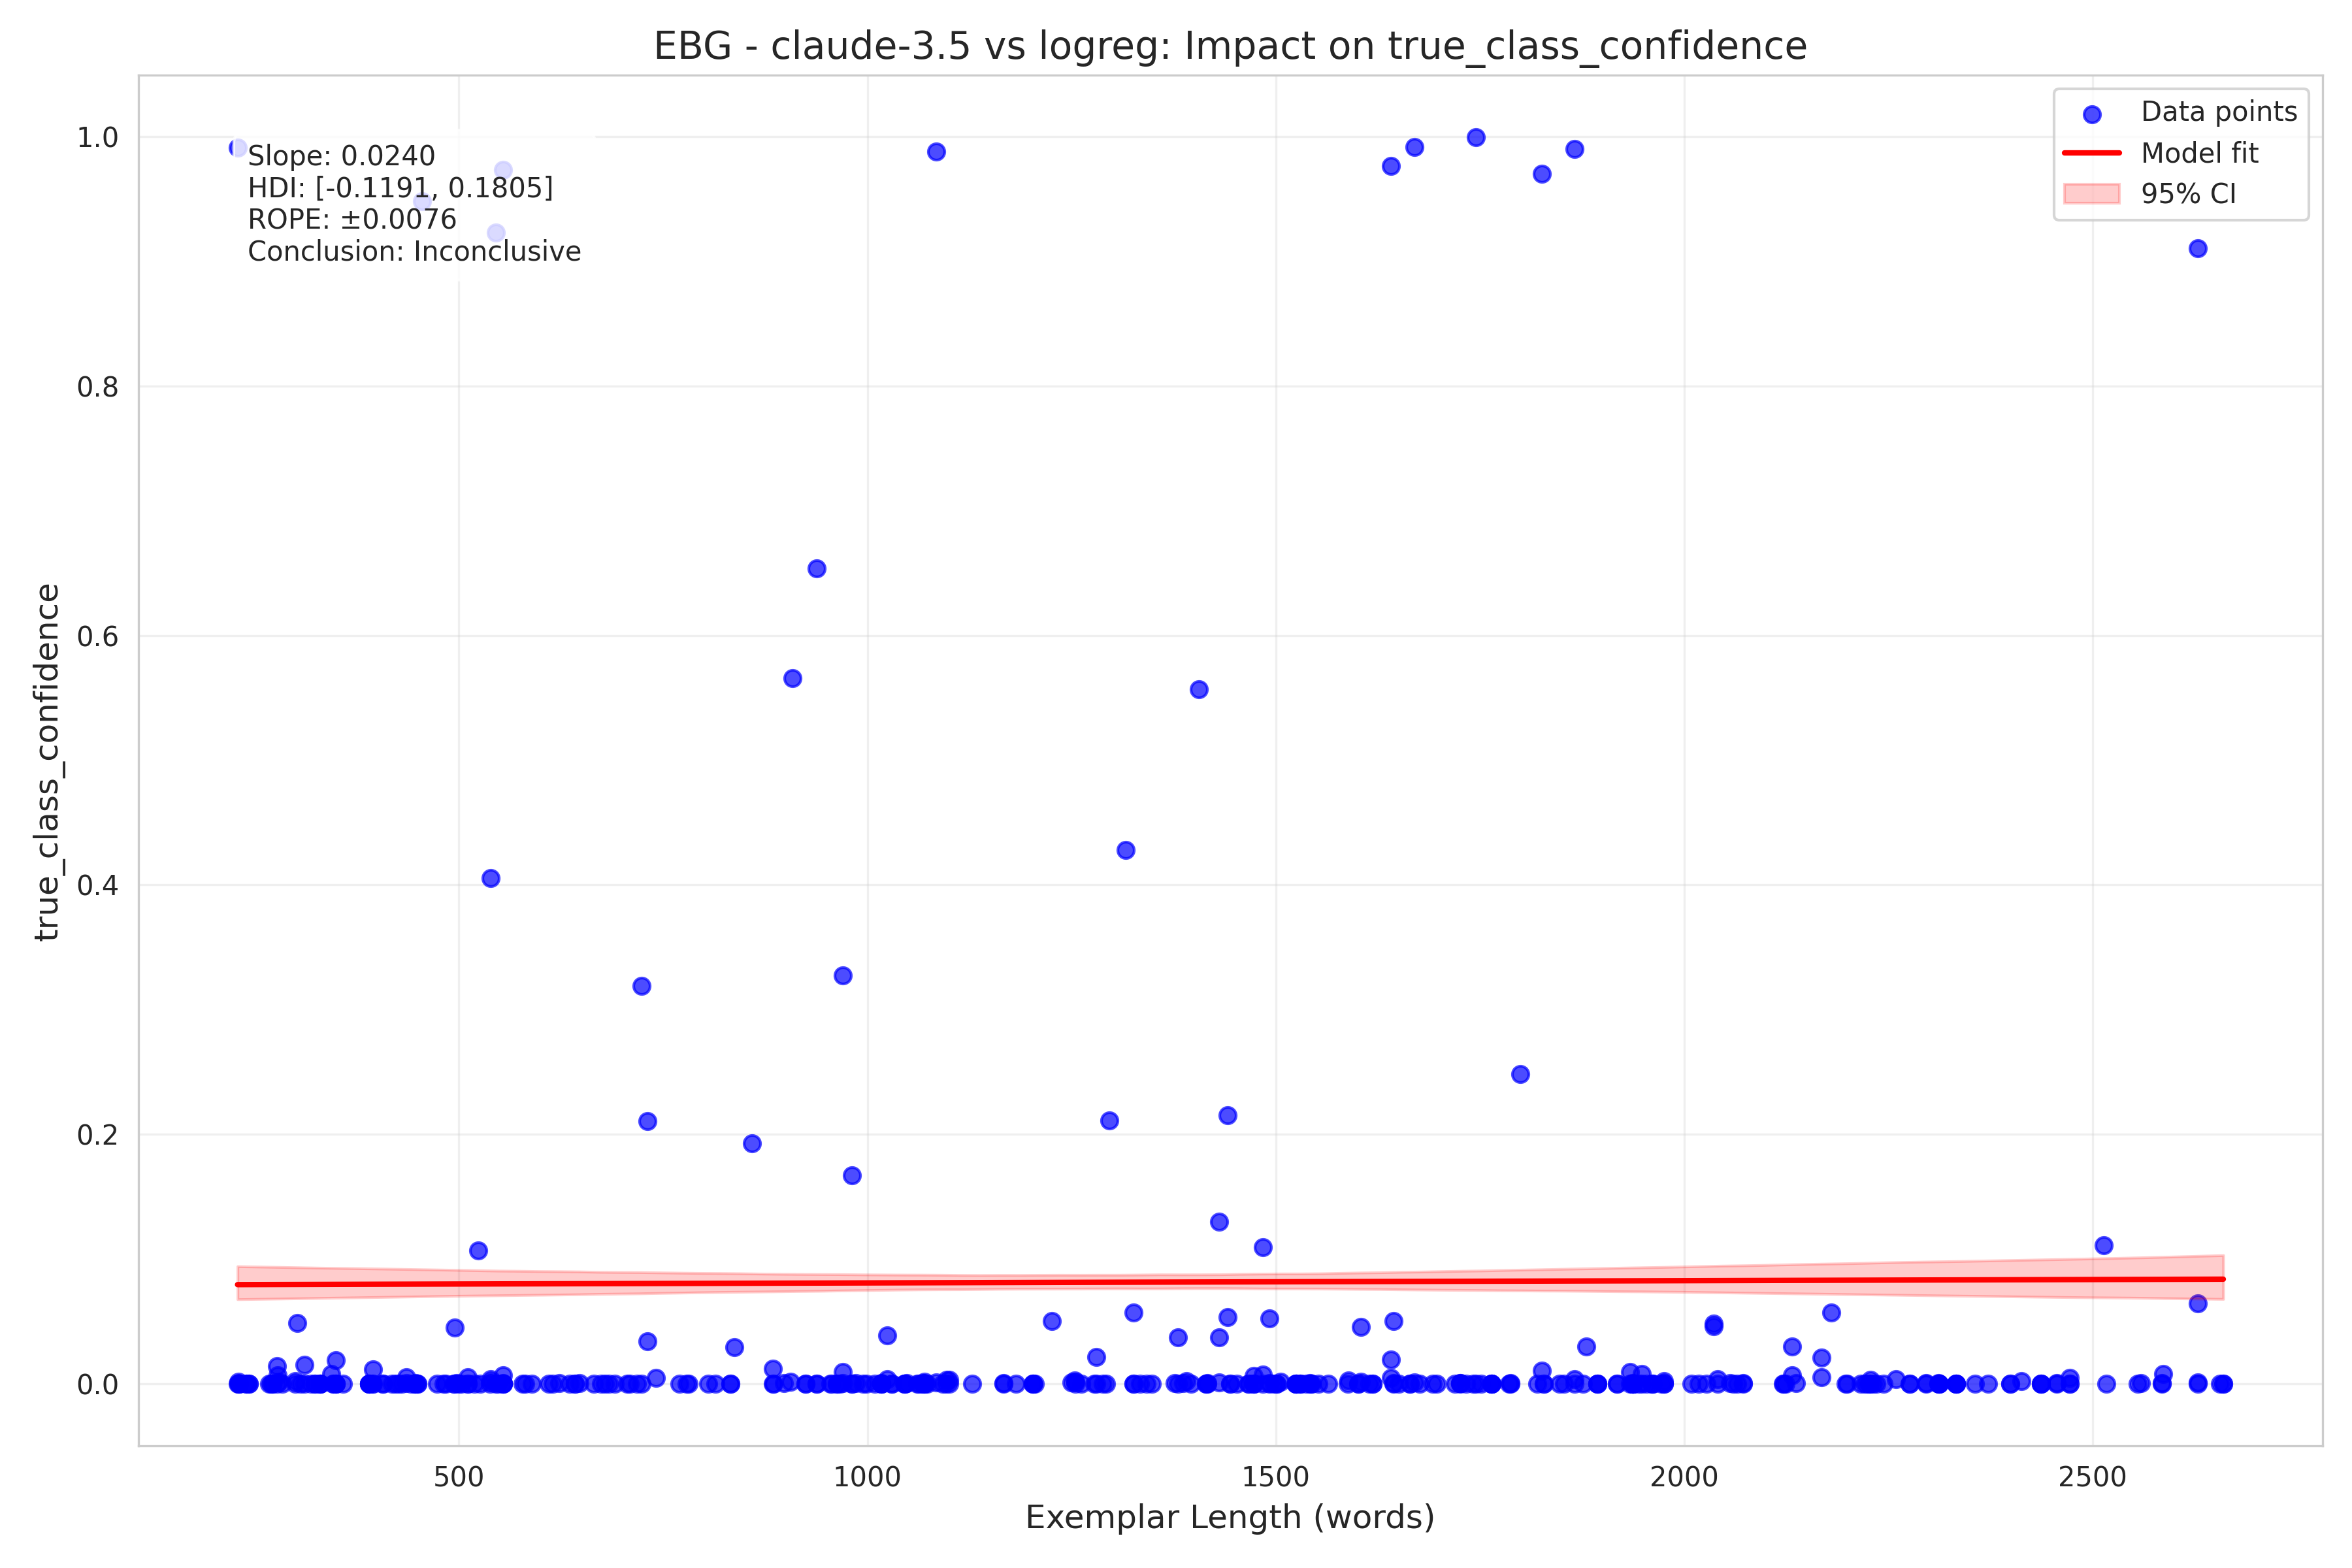 EBG - claude-3.5 vs logreg: Impact on true_class_confidence
Data points
Model fit
95% CI
Slope: 0.0240
HDI: [-0.1191, 0.1805]
ROPE: ±0.0076
Conclusion: Inconclusive
true_class_confidence
1.0
0.8
0.6
0.4
0.2
0.0
500
1000
1500
2000
2500
Exemplar Length (words)